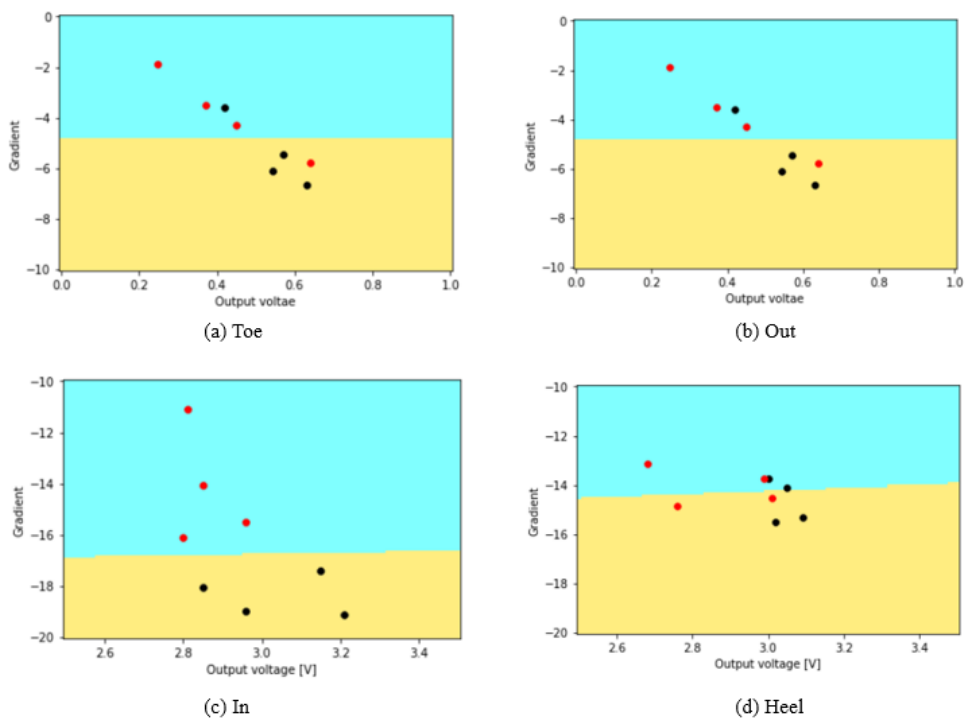 0
−2
−4
−6
−8
−10
Gradient
0.0 0.2 0.4 0.6 0.8 1.0
Output voltae
(a) Toe
0
−2
−4
−6
−8
−10
Gradient
0.0 0.2 0.4 0.6 0.8 1.0
Output voltae
(b) Out
−10
−12
−14
−16
−18
−20
Gradient
2.6 2.8 3.0 3.2 3.4
Output voltage [V]
(c) In
−10
−12
−14
−16
−18
−20
Gradient
2.6 2.8 3.0 3.2 3.4
Output voltage [V]
(d) Heel